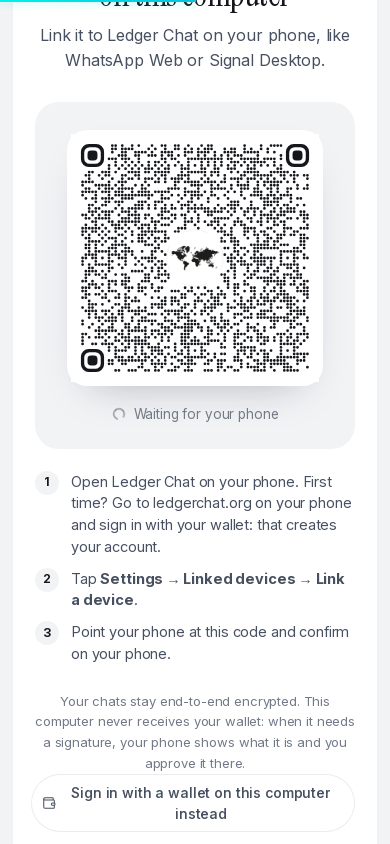 on this computer
Link it to Ledger Chat on your phone, like
WhatsApp Web or Signal Desktop.
Waiting for your phone
1 Open Ledger Chat on your phone. First
time? Go to ledgerchat.org on your phone
and sign in with your wallet: that creates
your account.
2 Tap Settings → Linked devices → Link
a device.
3 Point your phone at this code and confirm
on your phone.
Your chats stay end-to-end encrypted. This
computer never receives your wallet: when it needs
a signature, your phone shows what it is and you
approve it there.
Sign in with a wallet on this computer
instead